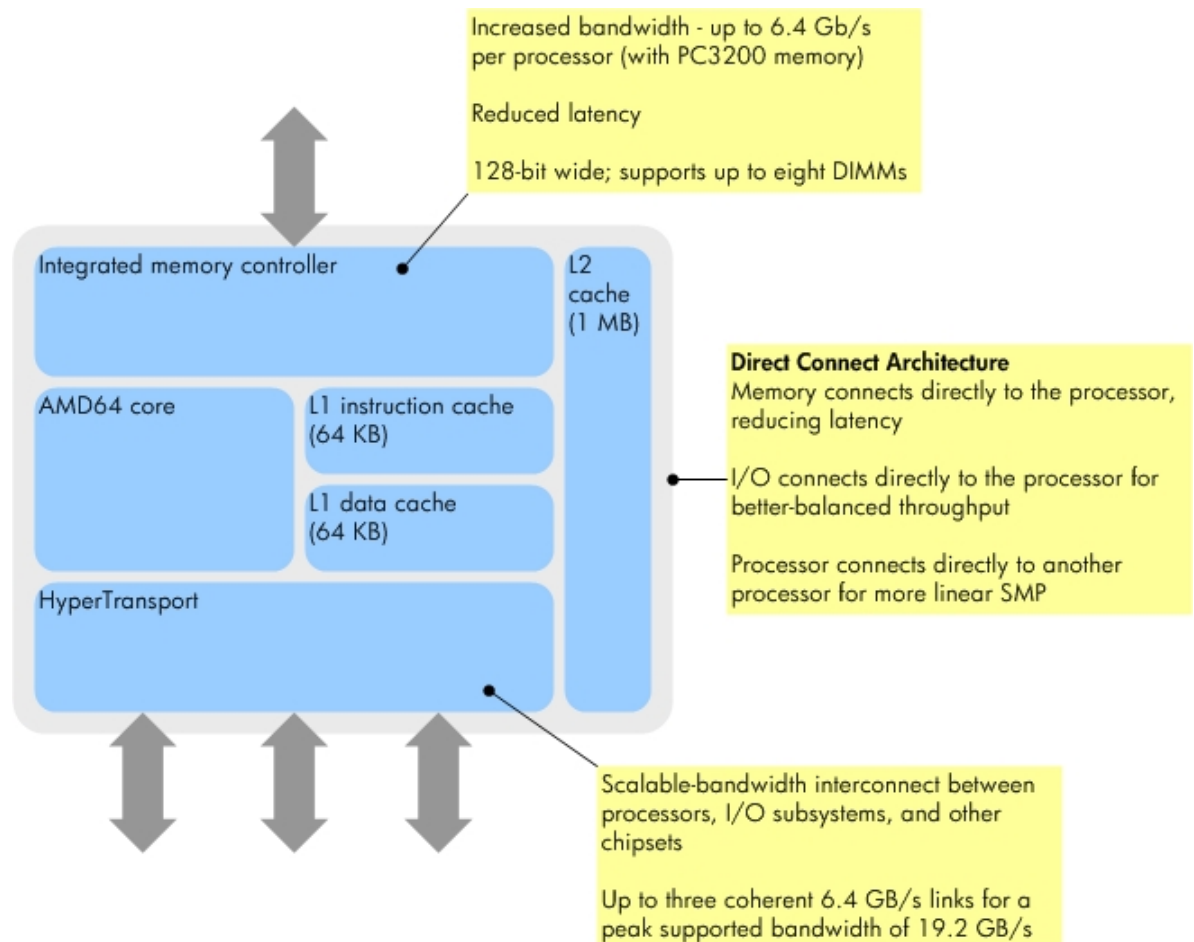 Increased bandwidth - up to 6.4 Gb/s
per processor (with PC3200 memory)
Reduced latency
128-bit wide; supports up to eight DIMMs
Integrated memory controller
L2
cache
(1 MB)
AMD64 core
L1 instruction cache
(64 KB)
L1 data cache
(64 KB)
HyperTransport
Direct Connect Architecture
Memory connects directly to the processor,
reducing latency
I/O connects directly to the processor for
better-balanced throughput
Processor connects directly to another
processor for more linear SMP
Scalable-bandwidth interconnect between
processors, I/O subsystems, and other
chipsets
Up to three coherent 6.4 GB/s links for a
peak supported bandwidth of 19.2 GB/s